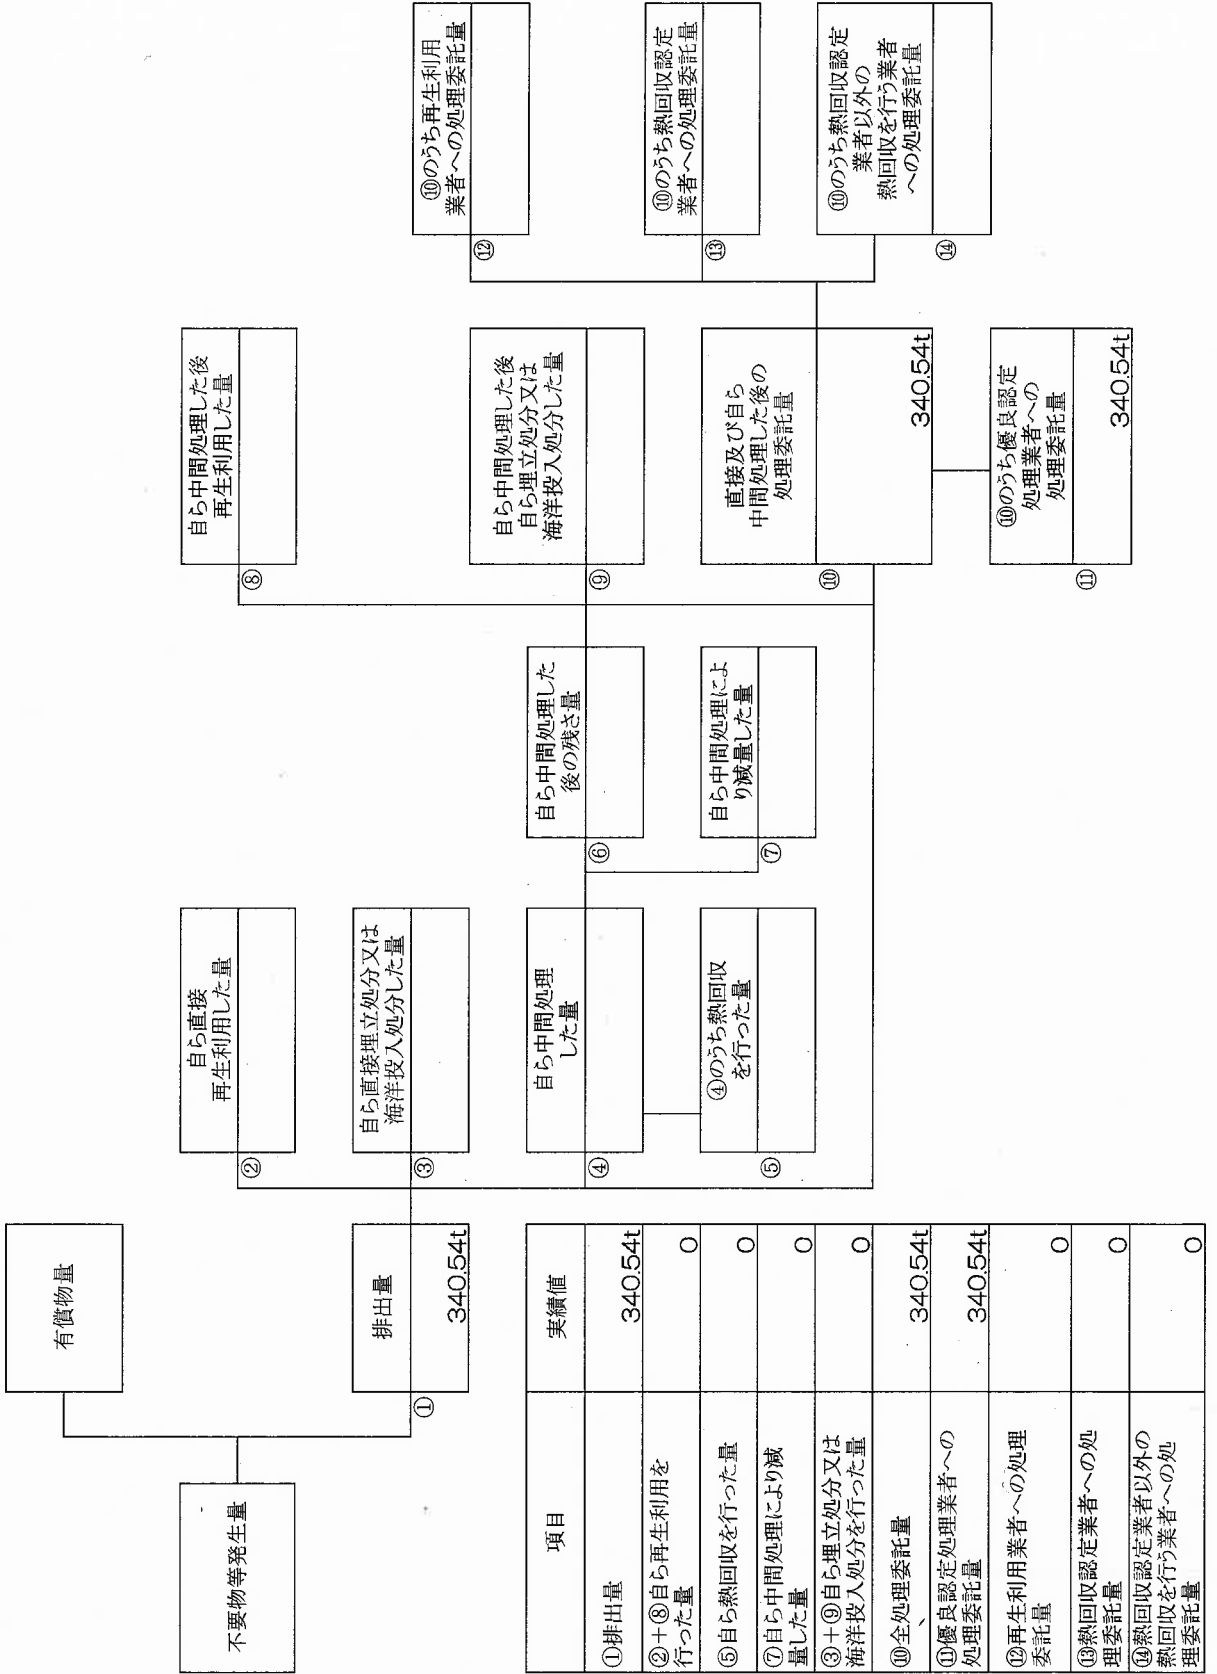 有償物量
不要物等発生量
排出量
①
340.54t
自ら直接
再生利用した量
②
自ら直接埋立処分又は
海洋投入処分した量
③
自ら中間処理
した量
④
④のうち熱回収
を行った量
⑤
自ら中間処理した
後の残さ量
⑥
自ら中間処理によ
り減量した量
⑦
自ら中間処理した後
再生利用した量
⑧
自ら中間処理した後
自ら埋立処分又は
海洋投入処分した量
⑨
直接及び自ら
中間処理した後の
処理委託量
⑩
340.54t
⑩のうち優良認定
処理業者への
処理委託量
⑪
340.54t
⑩のうち再生利用
業者への処理委託量
⑫
⑩のうち熱回収認定
業者への処理委託量
⑬
⑩のうち熱回収認定
業者以外の
熱回収を行う業者
への処理委託量
⑭
項目 実績値
①排出量 340.54t
②+⑧自ら再生利用を
行った量 0
⑤自ら熱回収を行った量 0
⑦自ら中間処理により減
量した量 0
③+⑨自ら埋立処分又は
海洋投入処分を行った量 0
⑩全処理委託量 340.54t
⑪優良認定処理業者への
処理委託量 340.54t
⑫再生利用業者への処理
委託量 0
⑬熱回収認定業者への処
理委託量 0
⑭熱回収認定業者以外の
熱回収を行う業者への処
理委託量 0